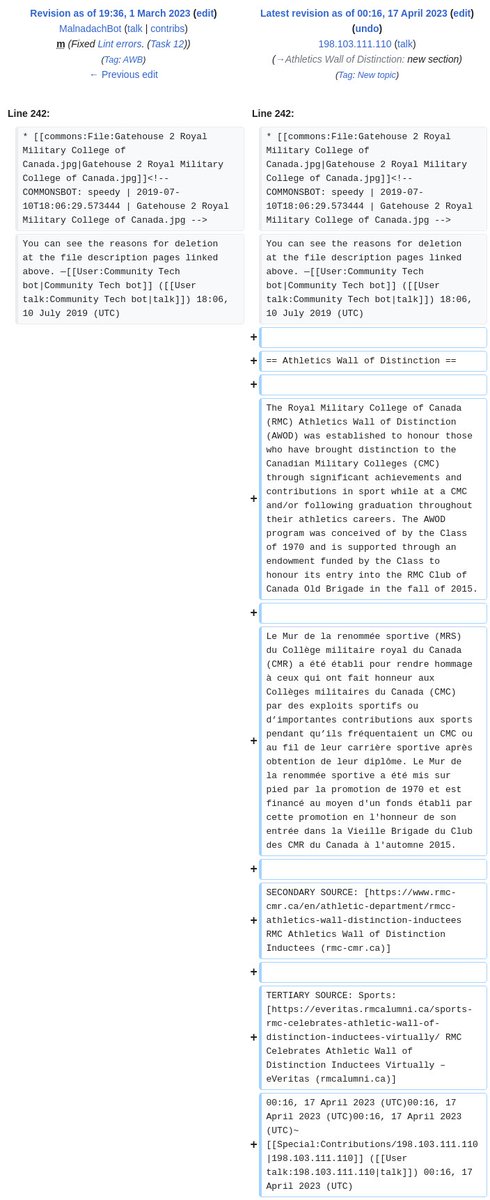 Revision as of 19:36, 1 March 2023 (edit)
MalnadachBot (talk | contribs)
m (Fixed Lint errors. (Task 12))
(Tag: AWB)
← Previous edit
Latest revision as of 00:16, 17 April 2023 (edit)
(undo)
198.103.111.110 (talk)
(→Athletics Wall of Distinction: new section)
(Tag: New topic)
Line 242:
* [[commons:File:Gatehouse 2 Royal
Military College of
Canada.jpg|Gatehouse 2 Royal Military
College of Canada.jpg]]<!--
COMMONSBOT: speedy | 2019-07-
10T18:06:29.573444 | Gatehouse 2 Royal
Military College of Canada.jpg -->
You can see the reasons for deletion
at the file description pages linked
above. —[[User:Community Tech
bot|Community Tech bot]] ([[User
talk:Community Tech bot|talk]]) 18:06,
10 July 2019 (UTC)
Line 242:
* [[commons:File:Gatehouse 2 Royal
Military College of
Canada.jpg|Gatehouse 2 Royal Military
College of Canada.jpg]]<!--
COMMONSBOT: speedy | 2019-07-
10T18:06:29.573444 | Gatehouse 2 Royal
Military College of Canada.jpg -->
You can see the reasons for deletion
at the file description pages linked
above. —[[User:Community Tech
bot|Community Tech bot]] ([[User
talk:Community Tech bot|talk]]) 18:06,
10 July 2019 (UTC)
+
+ == Athletics Wall of Distinction ==
+
The Royal Military College of Canada
(RMC) Athletics Wall of Distinction
(AWOD) was established to honour those
who have brought distinction to the
Canadian Military Colleges (CMC)
through significant achievements and
contributions in sport while at a CMC
+ and/or following graduation throughout
their athletics careers. The AWOD
program was conceived of by the Class
of 1970 and is supported through an
endowment funded by the Class to
honour its entry into the RMC Club of
Canada Old Brigade in the fall of 2015.
+
Le Mur de la renommée sportive (MRS)
du Collège militaire royal du Canada
(CMR) a été établi pour rendre hommage
à ceux qui ont fait honneur aux
Collèges militaires du Canada (CMC)
par des exploits sportifs ou
d’importantes contributions aux sports
+ pendant qu’ils fréquentaient un CMC ou
au fil de leur carrière sportive après
obtention de leur diplôme. Le Mur de
la renommée sportive a été mis sur
pied par la promotion de 1970 et est
financé au moyen d'un fonds établi par
cette promotion en l'honneur de son
entrée dans la Vieille Brigade du Club
des CMR du Canada à l'automne 2015.
+
SECONDARY SOURCE: [https://www.rmc-
cmr.ca/en/athletic-department/rmcc-
+ athletics-wall-distinction-inductees
RMC Athletics Wall of Distinction
Inductees (rmc-cmr.ca)]
+
TERTIARY SOURCE: Sports:
[https://everitas.rmcalumni.ca/sports-
rmc-celebrates-athletic-wall-of-
+ distinction-inductees-virtually/ RMC
Celebrates Athletic Wall of
Distinction Inductees Virtually –
eVeritas (rmcalumni.ca)]
00:16, 17 April 2023 (UTC)00:16, 17
April 2023 (UTC)00:16, 17 April 2023
(UTC)~
+ [[Special:Contributions/198.103.111.110
|198.103.111.110]] ([[User
talk:198.103.111.110|talk]]) 00:16, 17
April 2023 (UTC)